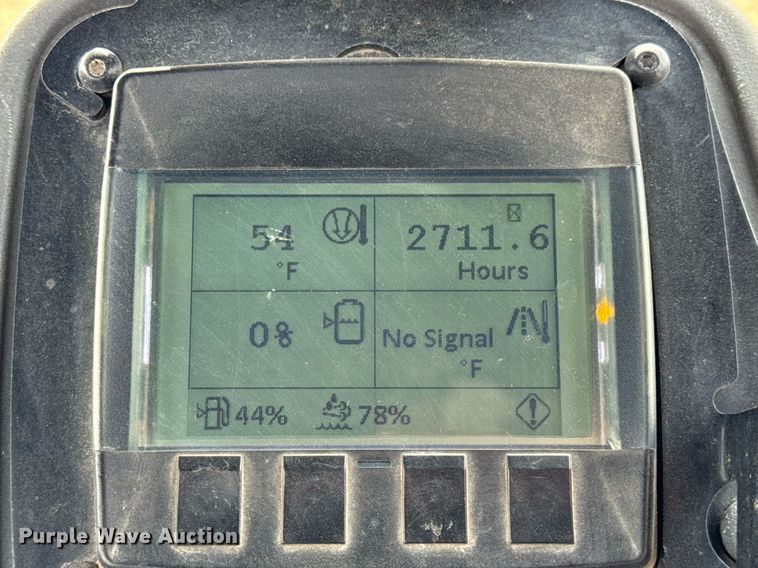 54
°F
2711.6
Hours
0%
No Signal
°F
44%
78%
Purple Wave Auction